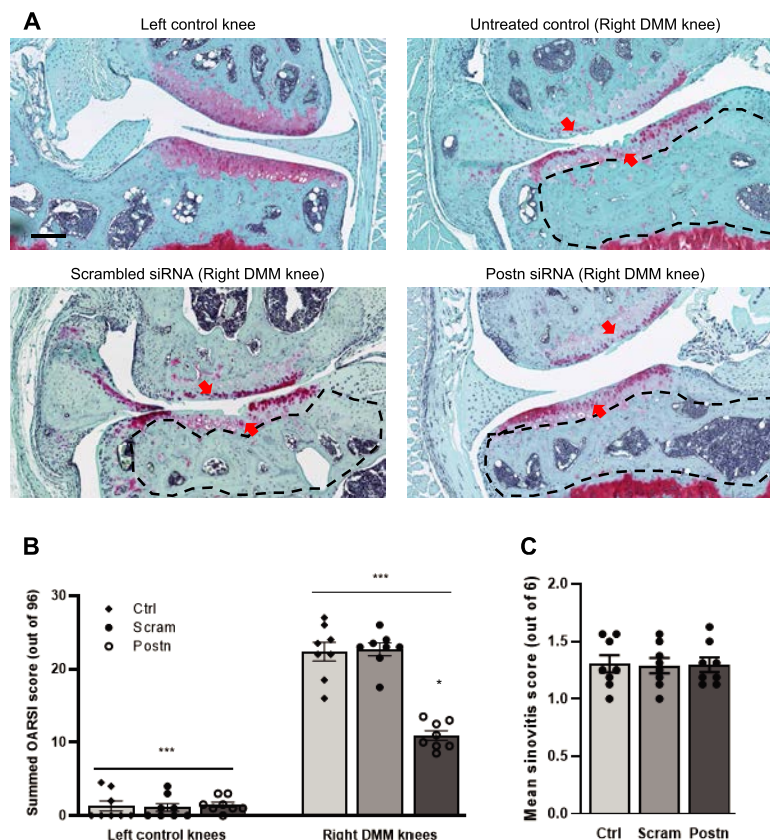 A
Left control knee
Untreated control (Right DMM knee)
Scrambled siRNA (Right DMM knee)
Postn siRNA (Right DMM knee)
B
Summed OARSI score (out of 96)
30
20
10
0
Ctrl
Scram
Postn
***
***
*
Left control knees
Right DMM knees
C
Mean sinovitis score (out of 6)
2.0
1.5
1.0
0.5
0.0
Ctrl Scram Postn